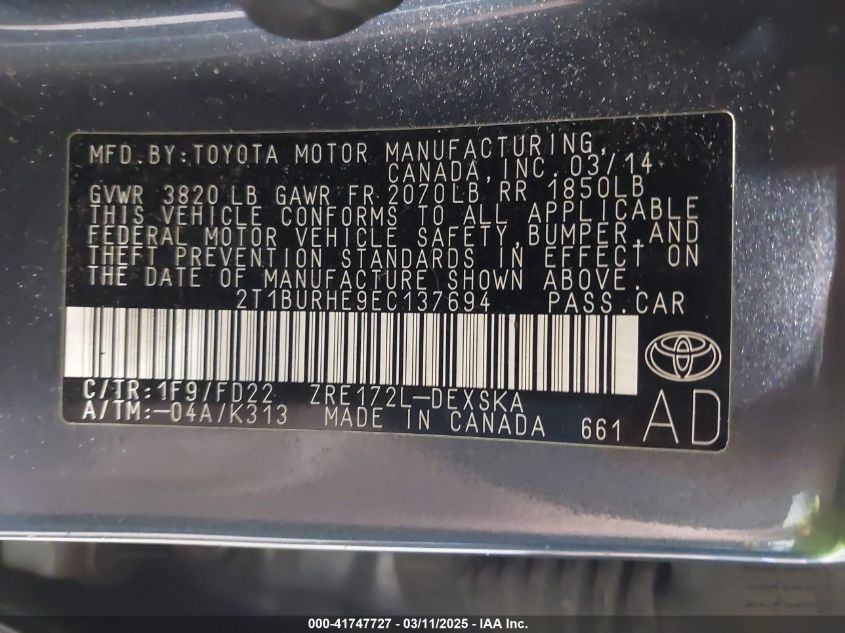 MFD.BY:TOYOTA MOTOR MANUFACTURING,
CANADA,INC. 03/14
GVWR 3820 LB GAWR FR 2070LB RR 1850LB
THIS VEHICLE CONFORMS TO ALL APPLICABLE
FEDERAL MOTOR VEHICLE SAFETY,BUMPER,AND
THEFT PREVENTION STANDARDS IN EFFECT ON
THE DATE OF MANUFACTURE SHOWN ABOVE.
2T1BURHE9EC137694 PASS.CAR
C/TR:1F9/FD22 ZRE172L-DEXSKA
A/TM:-04A/K313 MADE IN CANADA 661 AD
000-41747727 - 03/11/2025 - IAA Inc.